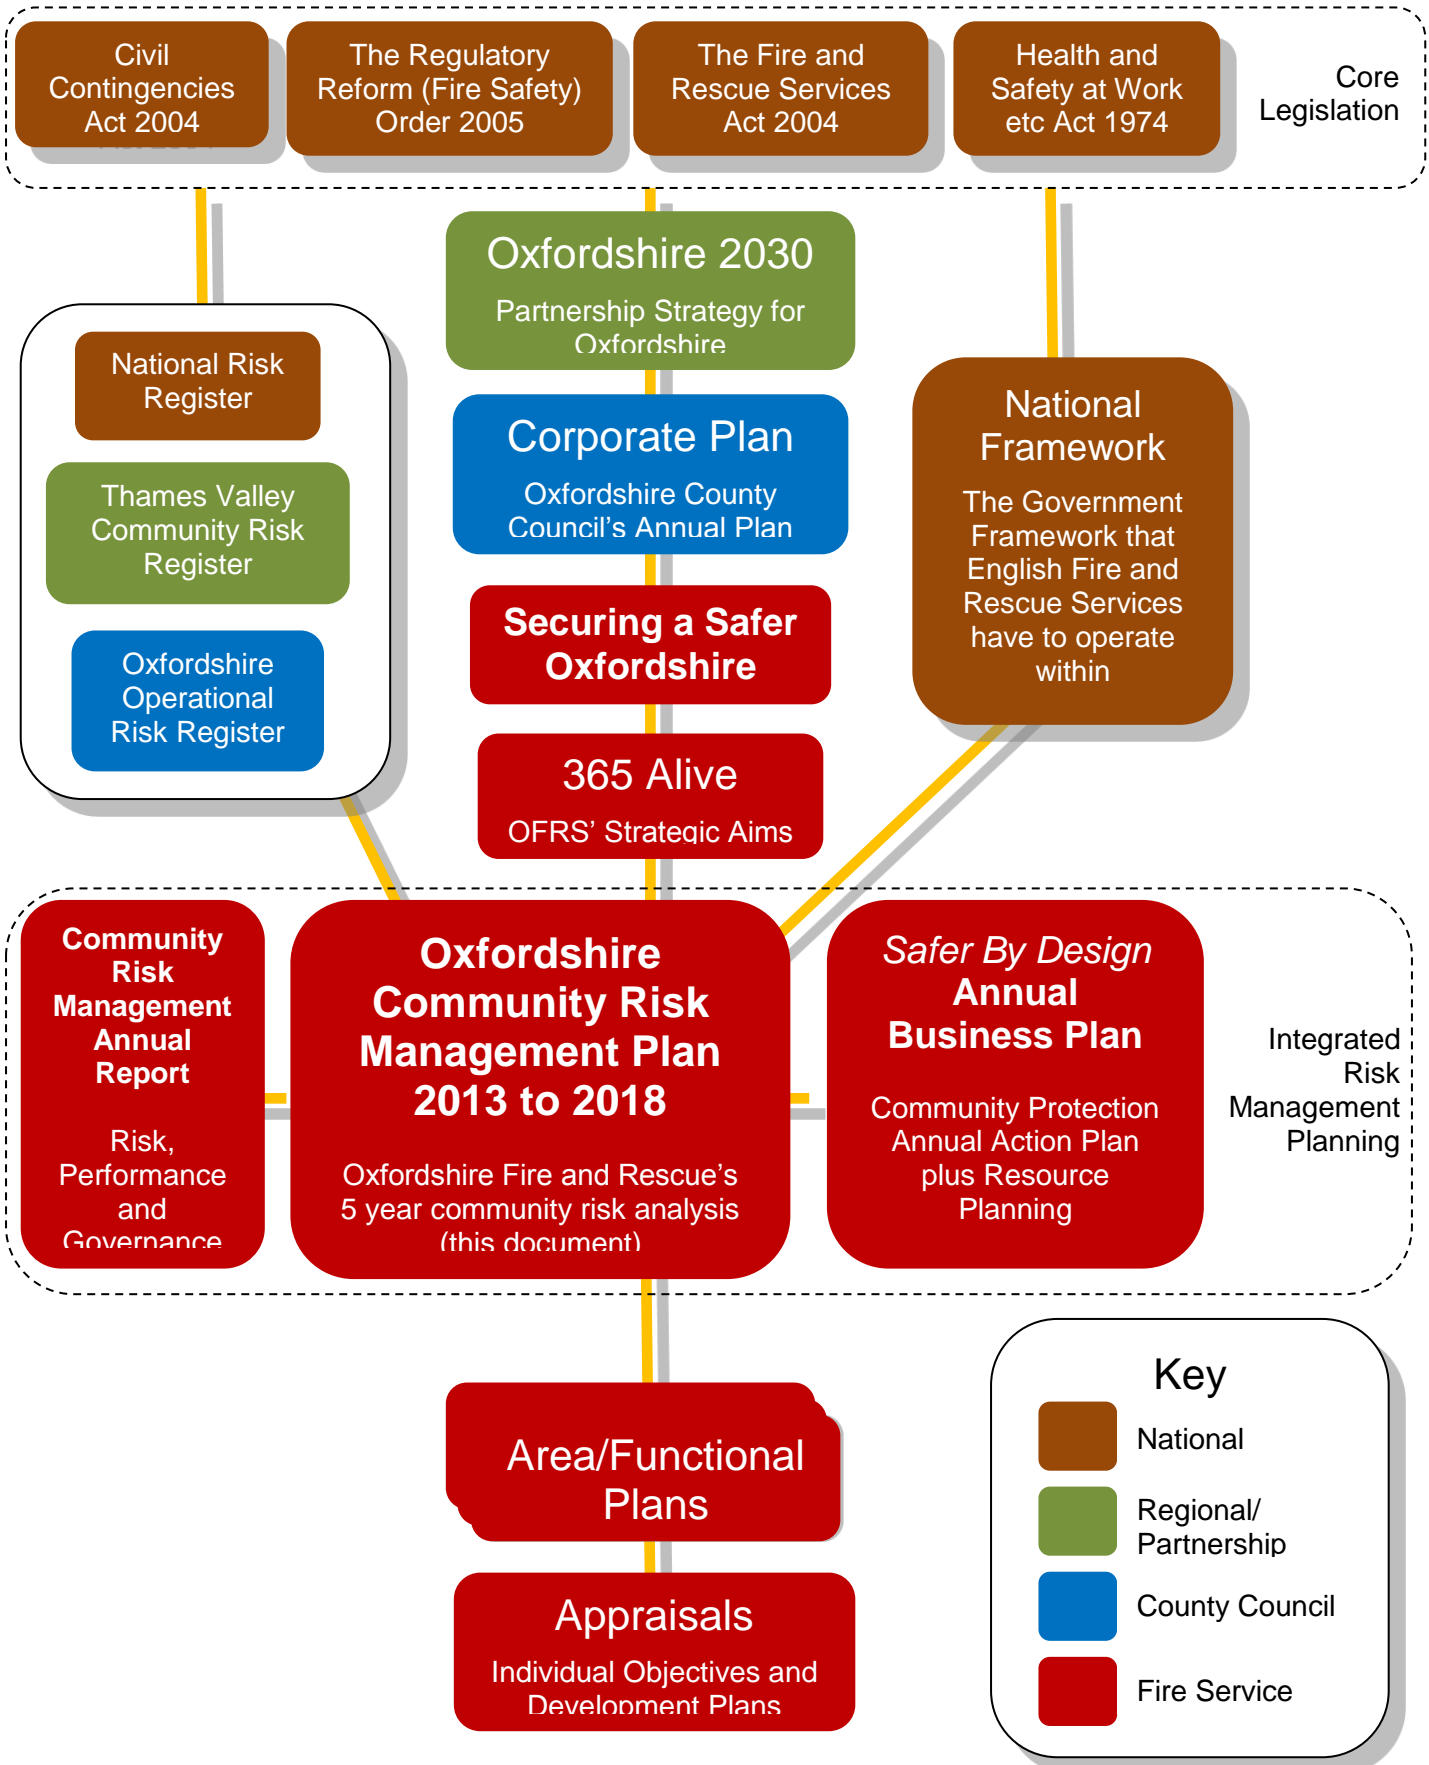 Civil
Contingencies
Act 2004
The Regulatory
Reform (Fire Safety)
Order 2005
The Fire and
Rescue Services
Act 2004
Health and
Safety at Work
etc Act 1974
Core
Legislation
National Risk
Register
Thames Valley
Community Risk
Register
Oxfordshire
Operational
Risk Register
Oxfordshire 2030
Partnership Strategy for
Oxfordshire
Corporate Plan
Oxfordshire County
Council's Annual Plan
Securing a Safer
Oxfordshire
365 Alive
OFRS' Strategic Aims
National
Framework
The Government
Framework that
English Fire and
Rescue Services
have to operate
within
Community
Risk
Management
Annual
Report
Risk,
Performance
and
Governance
Oxfordshire
Community Risk
Management Plan
2013 to 2018
Oxfordshire Fire and Rescue's
5 year community risk analysis
(this document)
Safer By Design
Annual
Business Plan
Community Protection
Annual Action Plan
plus Resource
Planning
Integrated
Risk
Management
Planning
Area/Functional
Plans
Appraisals
Individual Objectives and
Development Plans
Key
National
Regional/
Partnership
County Council
Fire Service